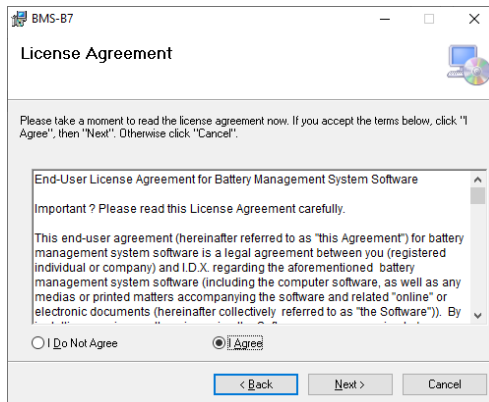 BMS-B7
License Agreement
Please take a moment to read the license agreement now. If you accept the terms below, click "I
Agree", then "Next". Otherwise click "Cancel".
End-User License Agreement for Battery Management System Software
Important ? Please read this License Agreement carefully.
This end-user agreement (hereinafter referred to as "this Agreement") for battery
management system software is a legal agreement between you (registered
individual or company) and I.D.X. regarding the aforementioned battery
management system software (including the computer software, as well as any
medias or printed matters accompanying the software and related "online" or
electronic documents (hereinafter collectively referred to as "the Software")). By
I Do Not Agree
I Agree
< Back
Next >
Cancel